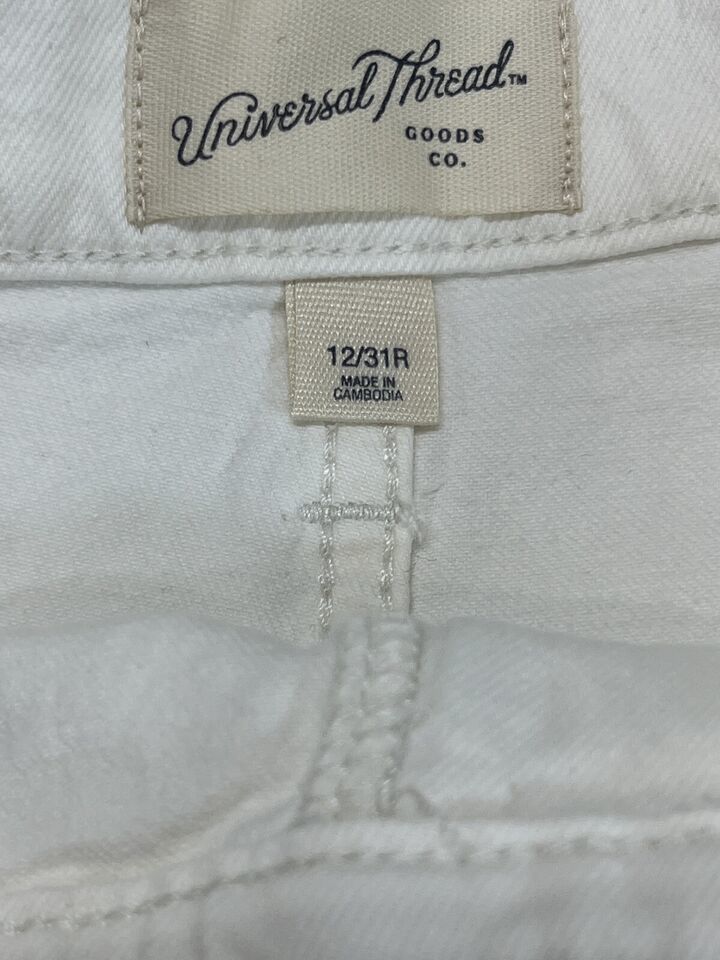 Universal Thread™
GOODS
CO.
12/31R
MADE IN
CAMBODIA